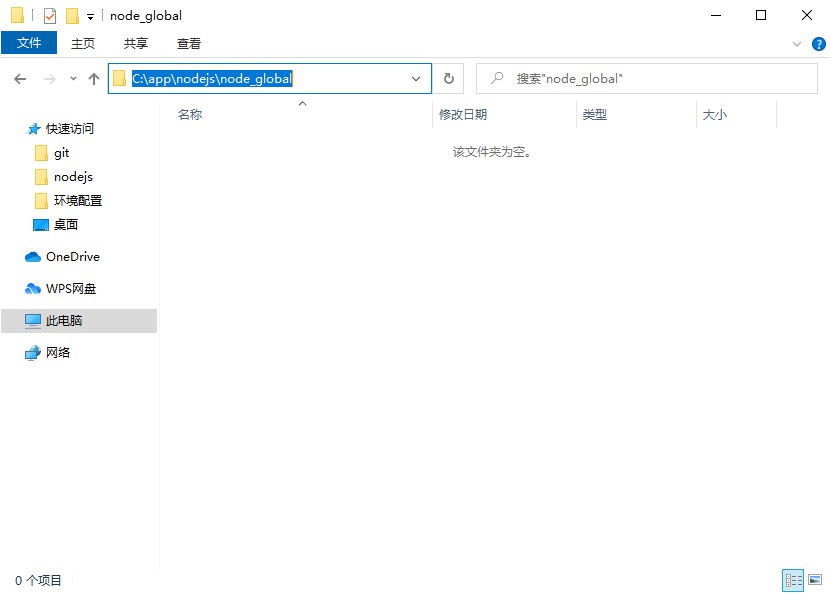 node_global
文件 主页 共享 查看
C:\app\nodejs\node_global 搜索"node_global"
名称 修改日期 类型 大小
该文件夹为空。
快速访问
git
nodejs
环境配置
桌面
OneDrive
WPS网盘
此电脑
网络
0 个项目